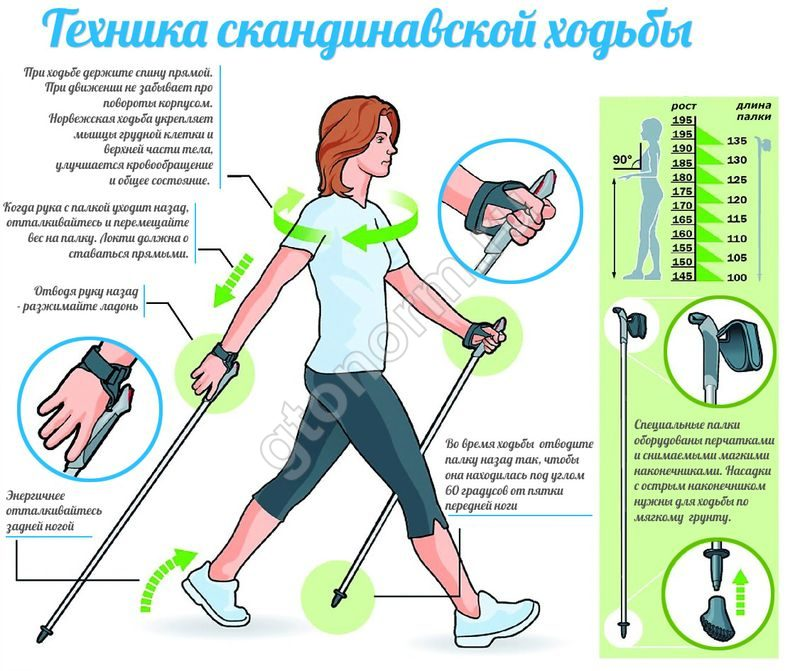 Техника скандинавской ходьбы
При ходьбе держите спину прямой.
При движении не забывает про
повороты корпусом.
Норвежская ходьба укрепляет
мышцы грудной клетки и
верхней части тела,
улучшается кровообращение
и общее состояние.
Когда рука с палкой уходит назад,
отталкивайтесь и перемещуайте
вес на палку. Локти должна о
ставаться прямыми.
Отводя руку назад
- разжимайте ладонь
Энергичнее
отталкивайтесь
задней ногой
Во время ходьбы отводите
палку назад так, чтобы
она находилась под углом
60 градусов от пятки
передней ноги
gtonorm.ru
рост
длина
палки
90°
195
195
190
185
180
175
170
165
160
155
150
145
135
130
125
120
115
110
105
100
Специальные палки
оборудованы перчатками
и снимаемыми магкими
наконечниками. Насадки
с острым наконечником
нужны для ходьбы по
мягкому грунту.